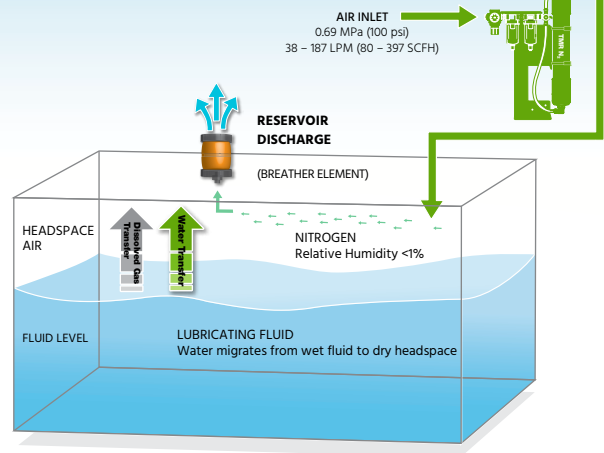 AIR INLET
0.69 MPa (100 psi)
38 – 187 LPM (80 – 397 SCFH)
TMR N₂
RESERVOIR
DISCHARGE
(BREATHER ELEMENT)
HEADSPACE
AIR
Dissolved Gas
Transfer
Water Transfer
NITROGEN
Relative Humidity <1%
FLUID LEVEL
LUBRICATING FLUID
Water migrates from wet fluid to dry headspace